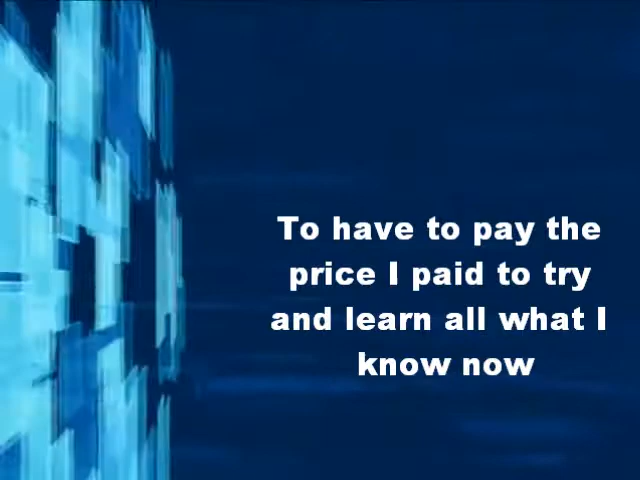 To have to pay the
price I paid to try
and learn all what I
know now